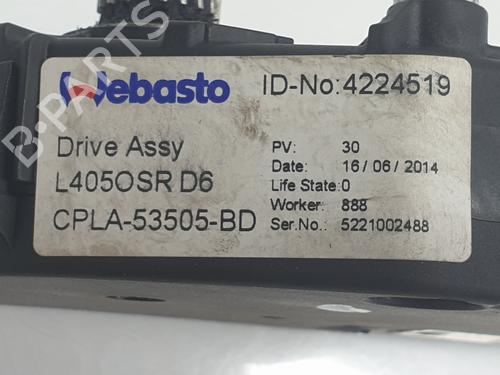 Webasto
ID-No:4224519
Drive Assy
L405OSR D6
CPLA-53505-BD
PV: 30
Date: 16/06/2014
Life State:0
Worker: 888
Ser.No.: 5221002488
B-PARTS